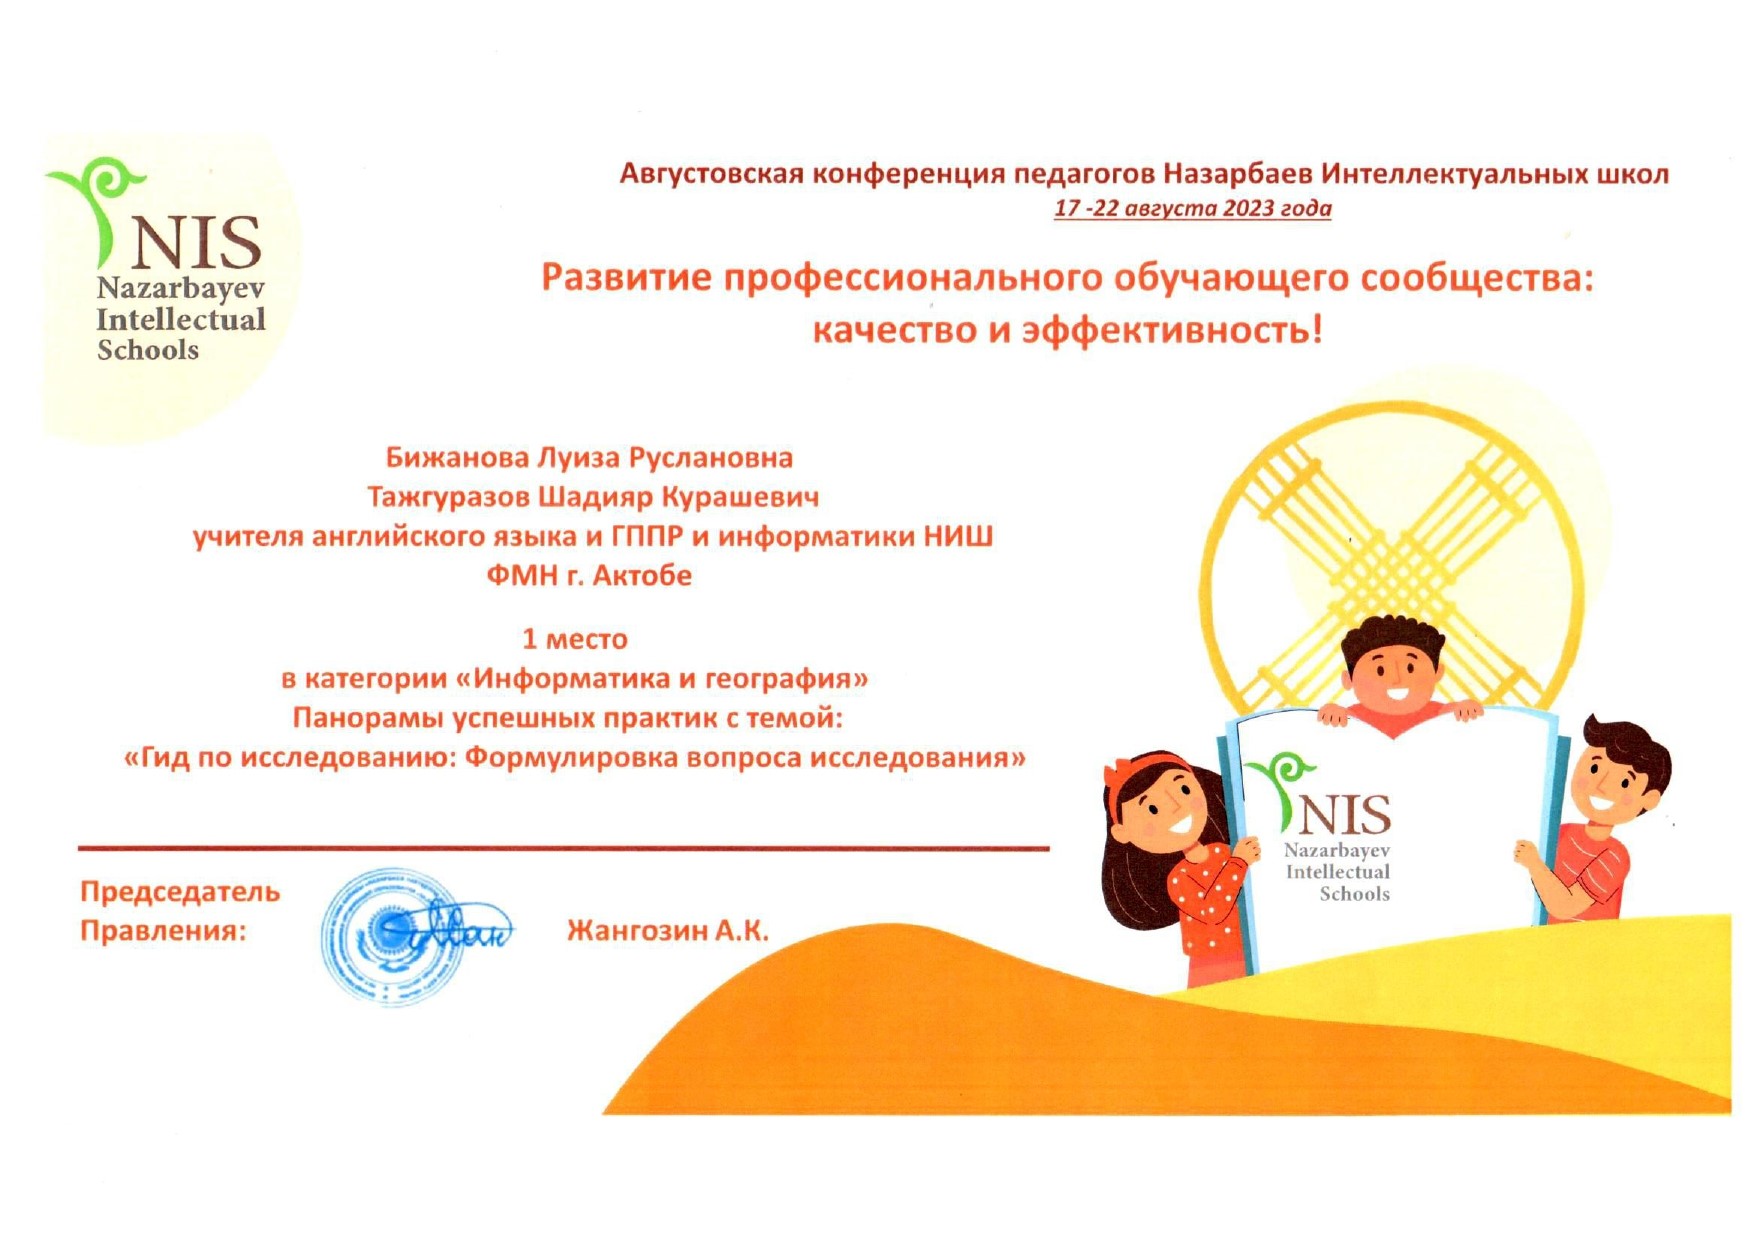 NIS
Nazarbayev
Intellectual
Schools
Августовская конференция педагогов Назарбаев Интеллектуальных школ
17 -22 августа 2023 года
Развитие профессионального обучающего сообщества:
качество и эффективность!
Бижанова Луиза Руслановна
Тажгуразов Шадияр Курашевич
учителя английского языка и ГППР и информатики НИШ
ФМН г. Актобе
1 место
в категории «Информатика и география»
Панорамы успешных практик с темой:
«Гид по исследованию: Формулировка вопроса исследования»
Председатель
Правления:
Жангозин А.К.
NIS
Nazarbayev
Intellectual
Schools